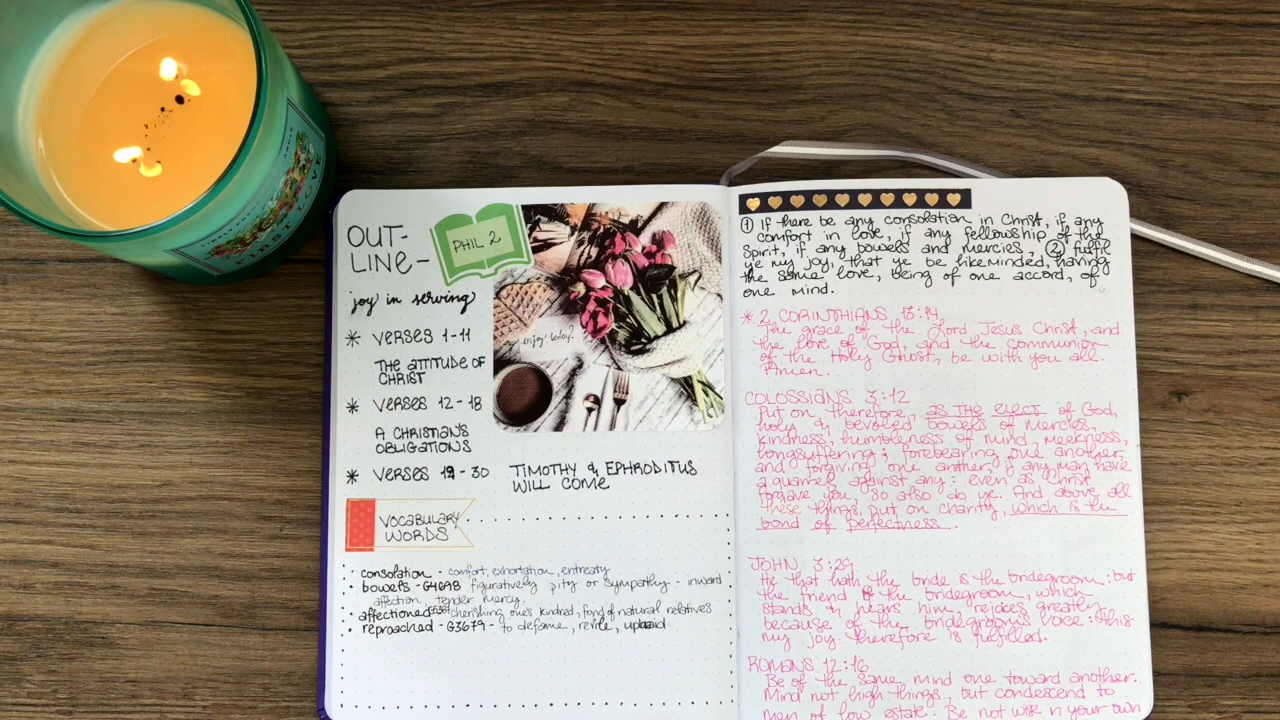 OUT-
LINE-
PHIL 2
joy in serving
* VERSES 1-11
THE ATTITUDE OF
CHRIST
* VERSES 12-18
A CHRISTIAN'S
OBLIGATIONS
* VERSES 19-30
TIMOTHY & EPHRODITUS
WILL COME
enjoy today!
VOCABULARY
WORDS
consolation - comfort, exhortation, entreaty
bowels - G4698 figuratively pity or sympathy - inward
affection, tender mercy,
affectioned cherishing one's kindred, fond of natural relatives
reproached - G3679 - to defame, revile, upbraid
① If there be any consolation in Christ, if any
comfort in love, if any fellowship of the
Spirit, if any bowels and mercies, ② fulfil
ye my joy, that ye be likeminded, having
the same love, being of one accord, of
one mind.
* 2 CORINTHIANS 13:14
The grace of the Lord Jesus Christ, and
the love of God, and the communion
of the Holy Ghost, be with you all.
Amen.
COLOSSIANS 3:12
Put on therefore, as the elect of God,
holy & beloved bowels of mercies,
kindness, humbleness of mind, meekness,
longsuffering; forebearing one another,
and forgiving one another, if any man have
a quarrel against any: even as Christ
forgave you, so also do ye. And above all
these things, put on charity, which is the
bond of perfectness.
JOHN 3:29
He that hath the bride is the bridegroom: but
the friend of the bridegroom, which
stands & hears him, rejoices greatly
because of the bridegroom's voice: this
my joy therefore is fulfilled.
ROMANS 12:16
Be of the same, mind one toward another.
Mind not high things, but condescend to
men of low estate. Be not wise in your own